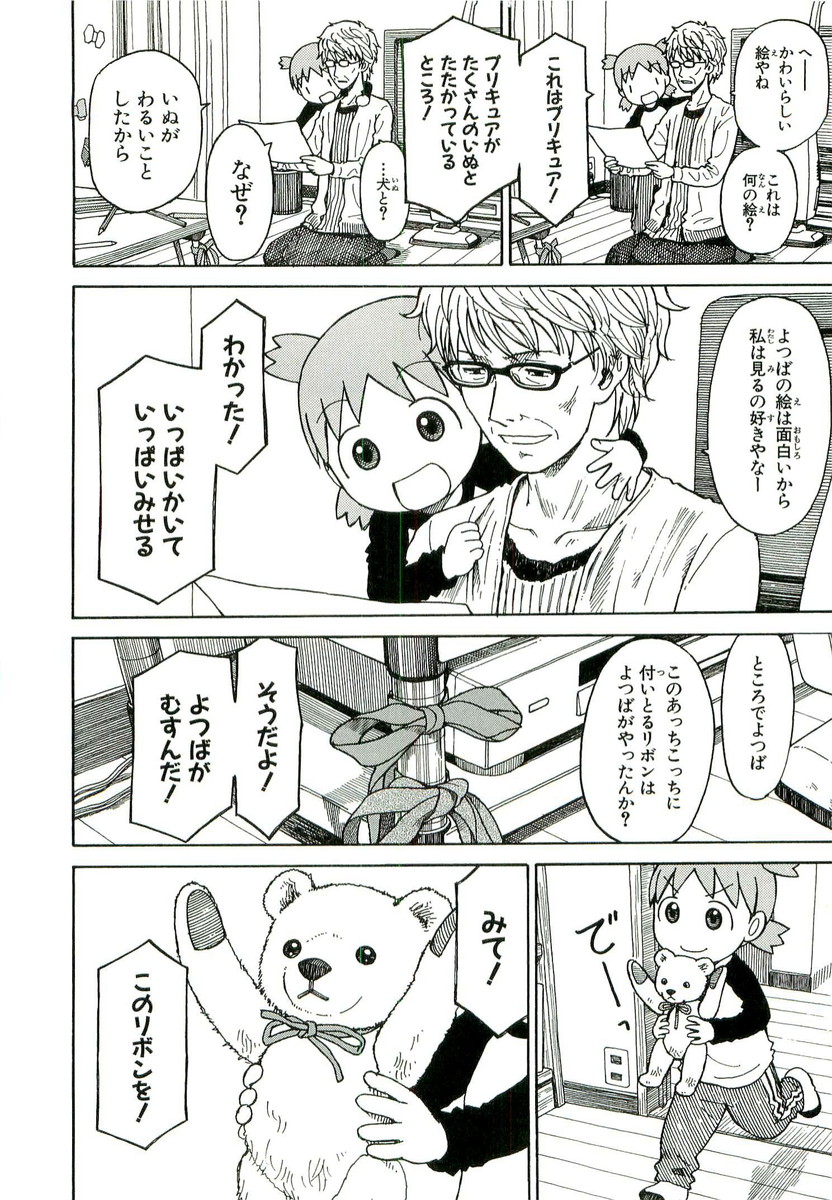 へーー
かわいらしい
絵やね
これは
何の絵?
これはプリキュア!
プリキュアが
たくさんのいぬと
たたかっている
ところ!
…犬と?
なぜ?
いぬが
わるいこと
したから
よつばの絵は面白いから
私は見るの好きやなー
わかった!
いっぱいかいて
いっぱいみせる
ところでよつば
このあっちこっちに
付いとるリボンは
よつばがやったんか?
そうだよ!
よつばが
むすんだ!
でーっ
みて!
このリボンを!